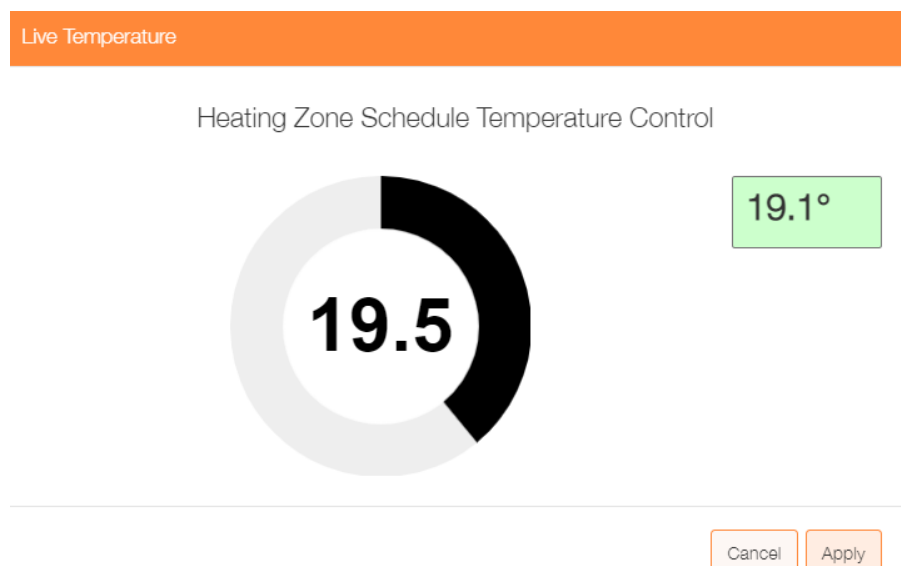 Live Temperature
Heating Zone Schedule Temperature Control
19.1°
19.5
Cancel Apply